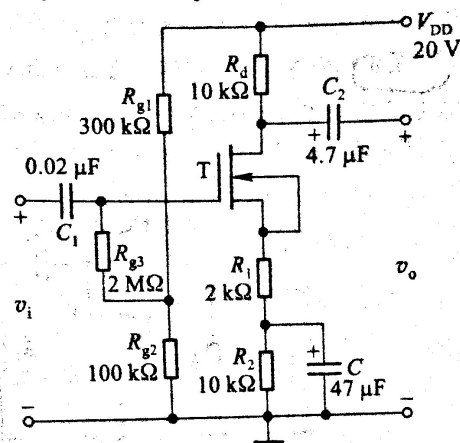 V_DD
20 V
R_d
10 kΩ
C_2
R_g1
300 kΩ
+
+
4.7 μF
0.02 μF
T
+
C_1
R_g3
2 MΩ
R_1
2 kΩ
v_i
v_o
R_g2
100 kΩ
R_2
10 kΩ
+
C
47 μF
−
−